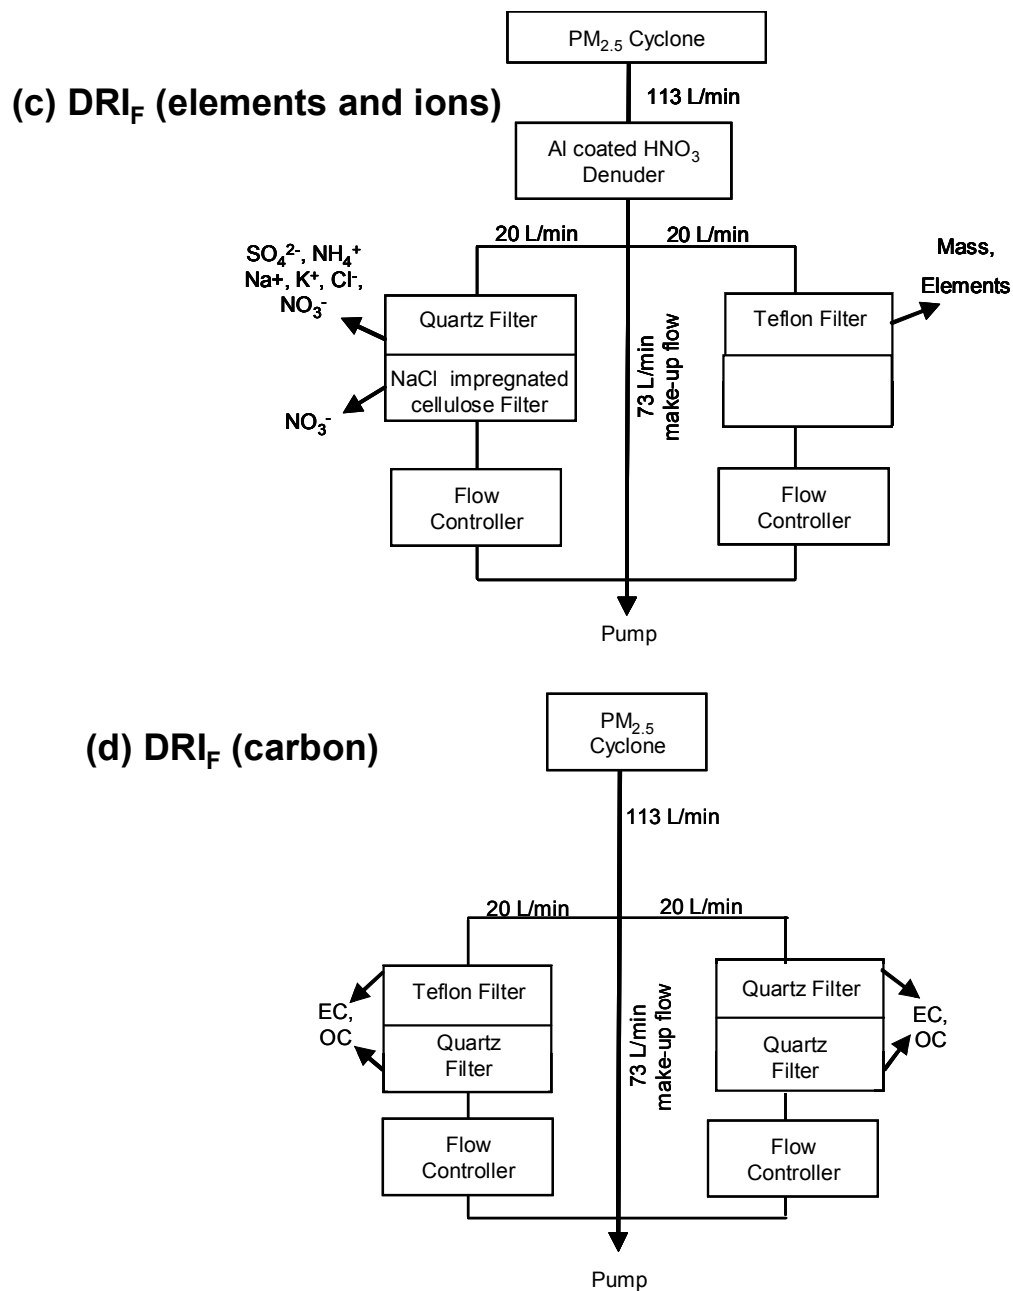 PM2.5 Cyclone
(c) DRIF (elements and ions)
113 L/min
Al coated HNO3
Denuder
20 L/min
20 L/min
SO42-, NH4+
Na+, K+, Cl-,
NO3-
Mass,
Elements
Quartz Filter
NaCl impregnated
cellulose Filter
NO3-
73 L/min
make-up flow
Teflon Filter
Flow
Controller
Flow
Controller
Pump
(d) DRIF (carbon)
PM2.5
Cyclone
113 L/min
20 L/min
20 L/min
EC,
OC
Teflon Filter
Quartz
Filter
73 L/min
make-up flow
Quartz Filter
Quartz
Filter
EC,
OC
Flow
Controller
Flow
Controller
Pump